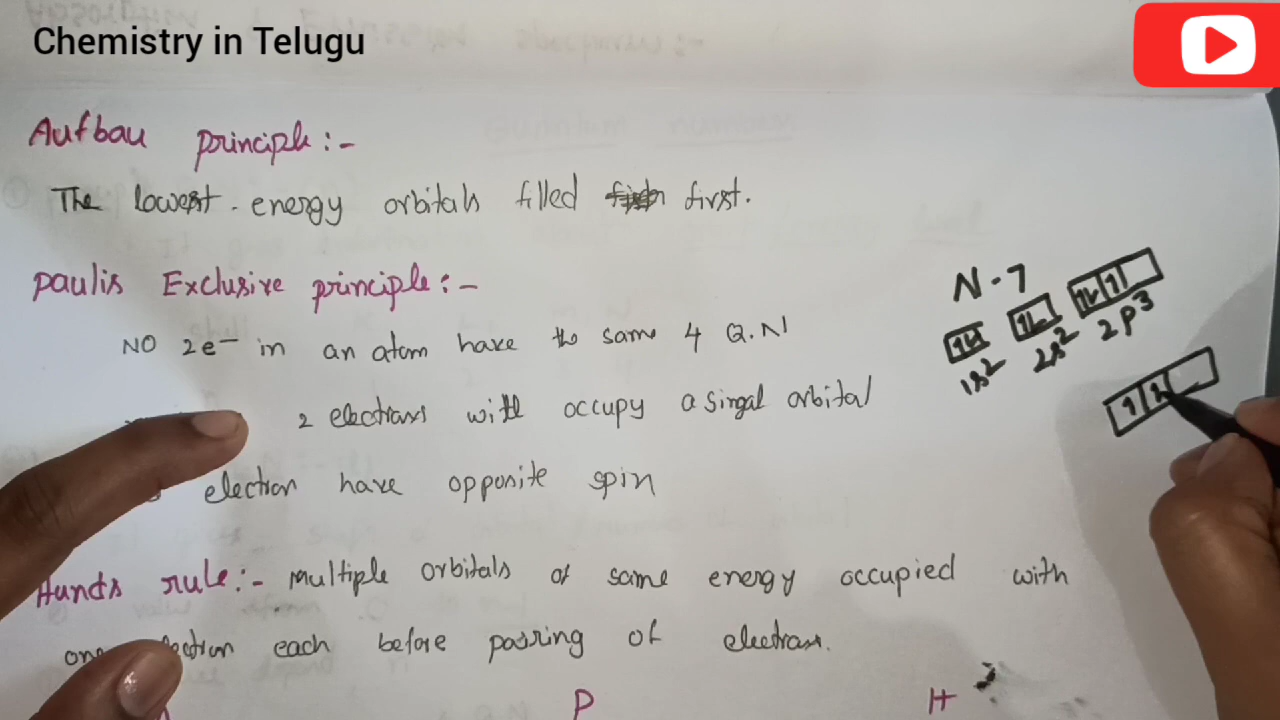 Chemistry in Telugu
Aufbau principle:-
The lowest energy orbitals filled first.
paulis Exclusive principle:-
NO 2e- in an atom have the same 4 Q.N
2 electrons with occupy a singal orbital
election have opposite spin
Hunds rule:- Multiple orbitals of same energy occupied with
one each before pairing of electrons.
P H
N-7
1s² 2s² 2p³